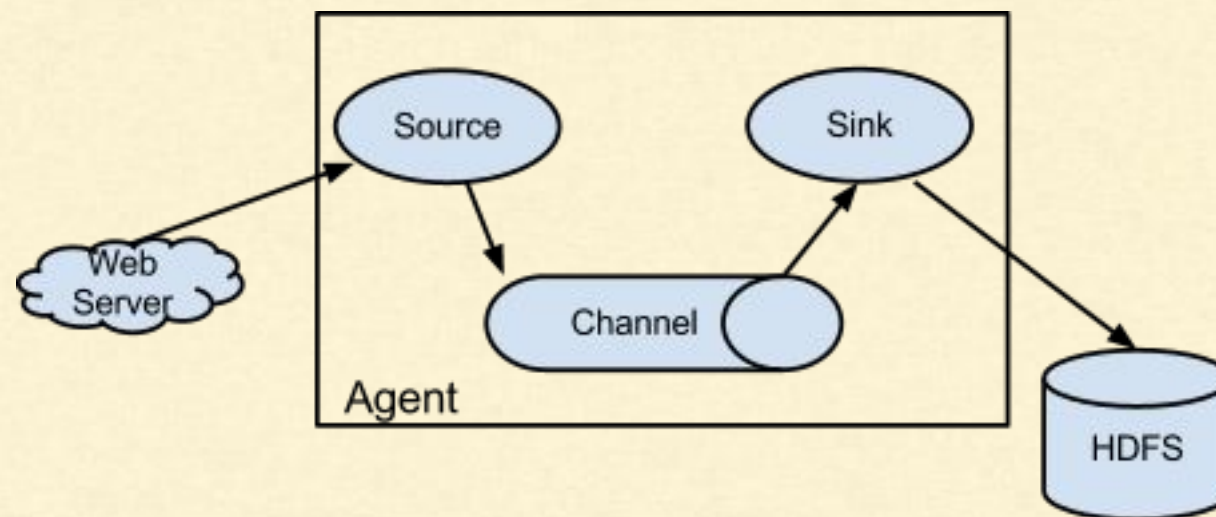 Source
Sink
Web
Server
Channel
Agent
HDFS